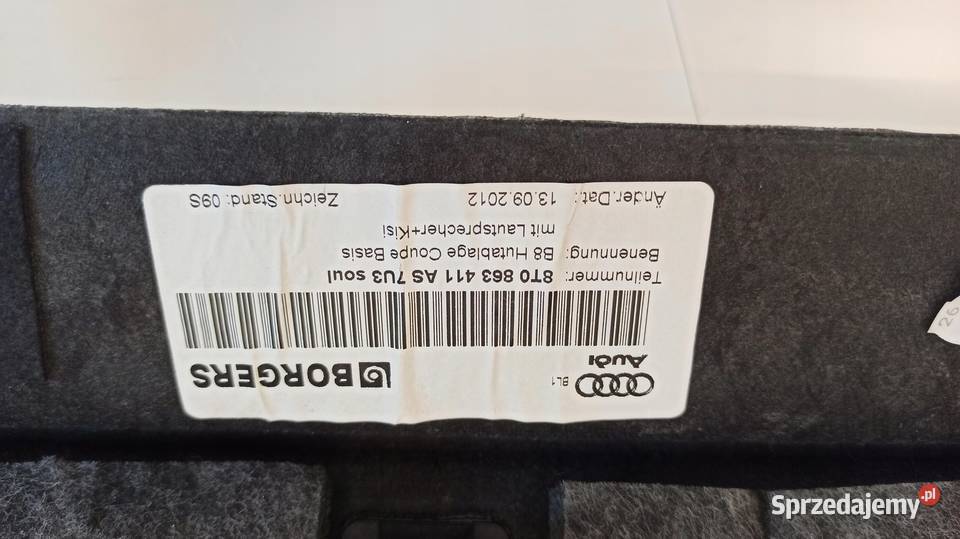 BL1
Audi
BORGERS
Teilnummer: 8T0 863 411 AS 7U3 soul
Benennung: B8 Hutablage Coupe Basis
mit Lautsprecher+Kisi
Änder.Dat.: 13.09.2012 Zeichn.Stand: 09S
26
Sprzedajemy.pl